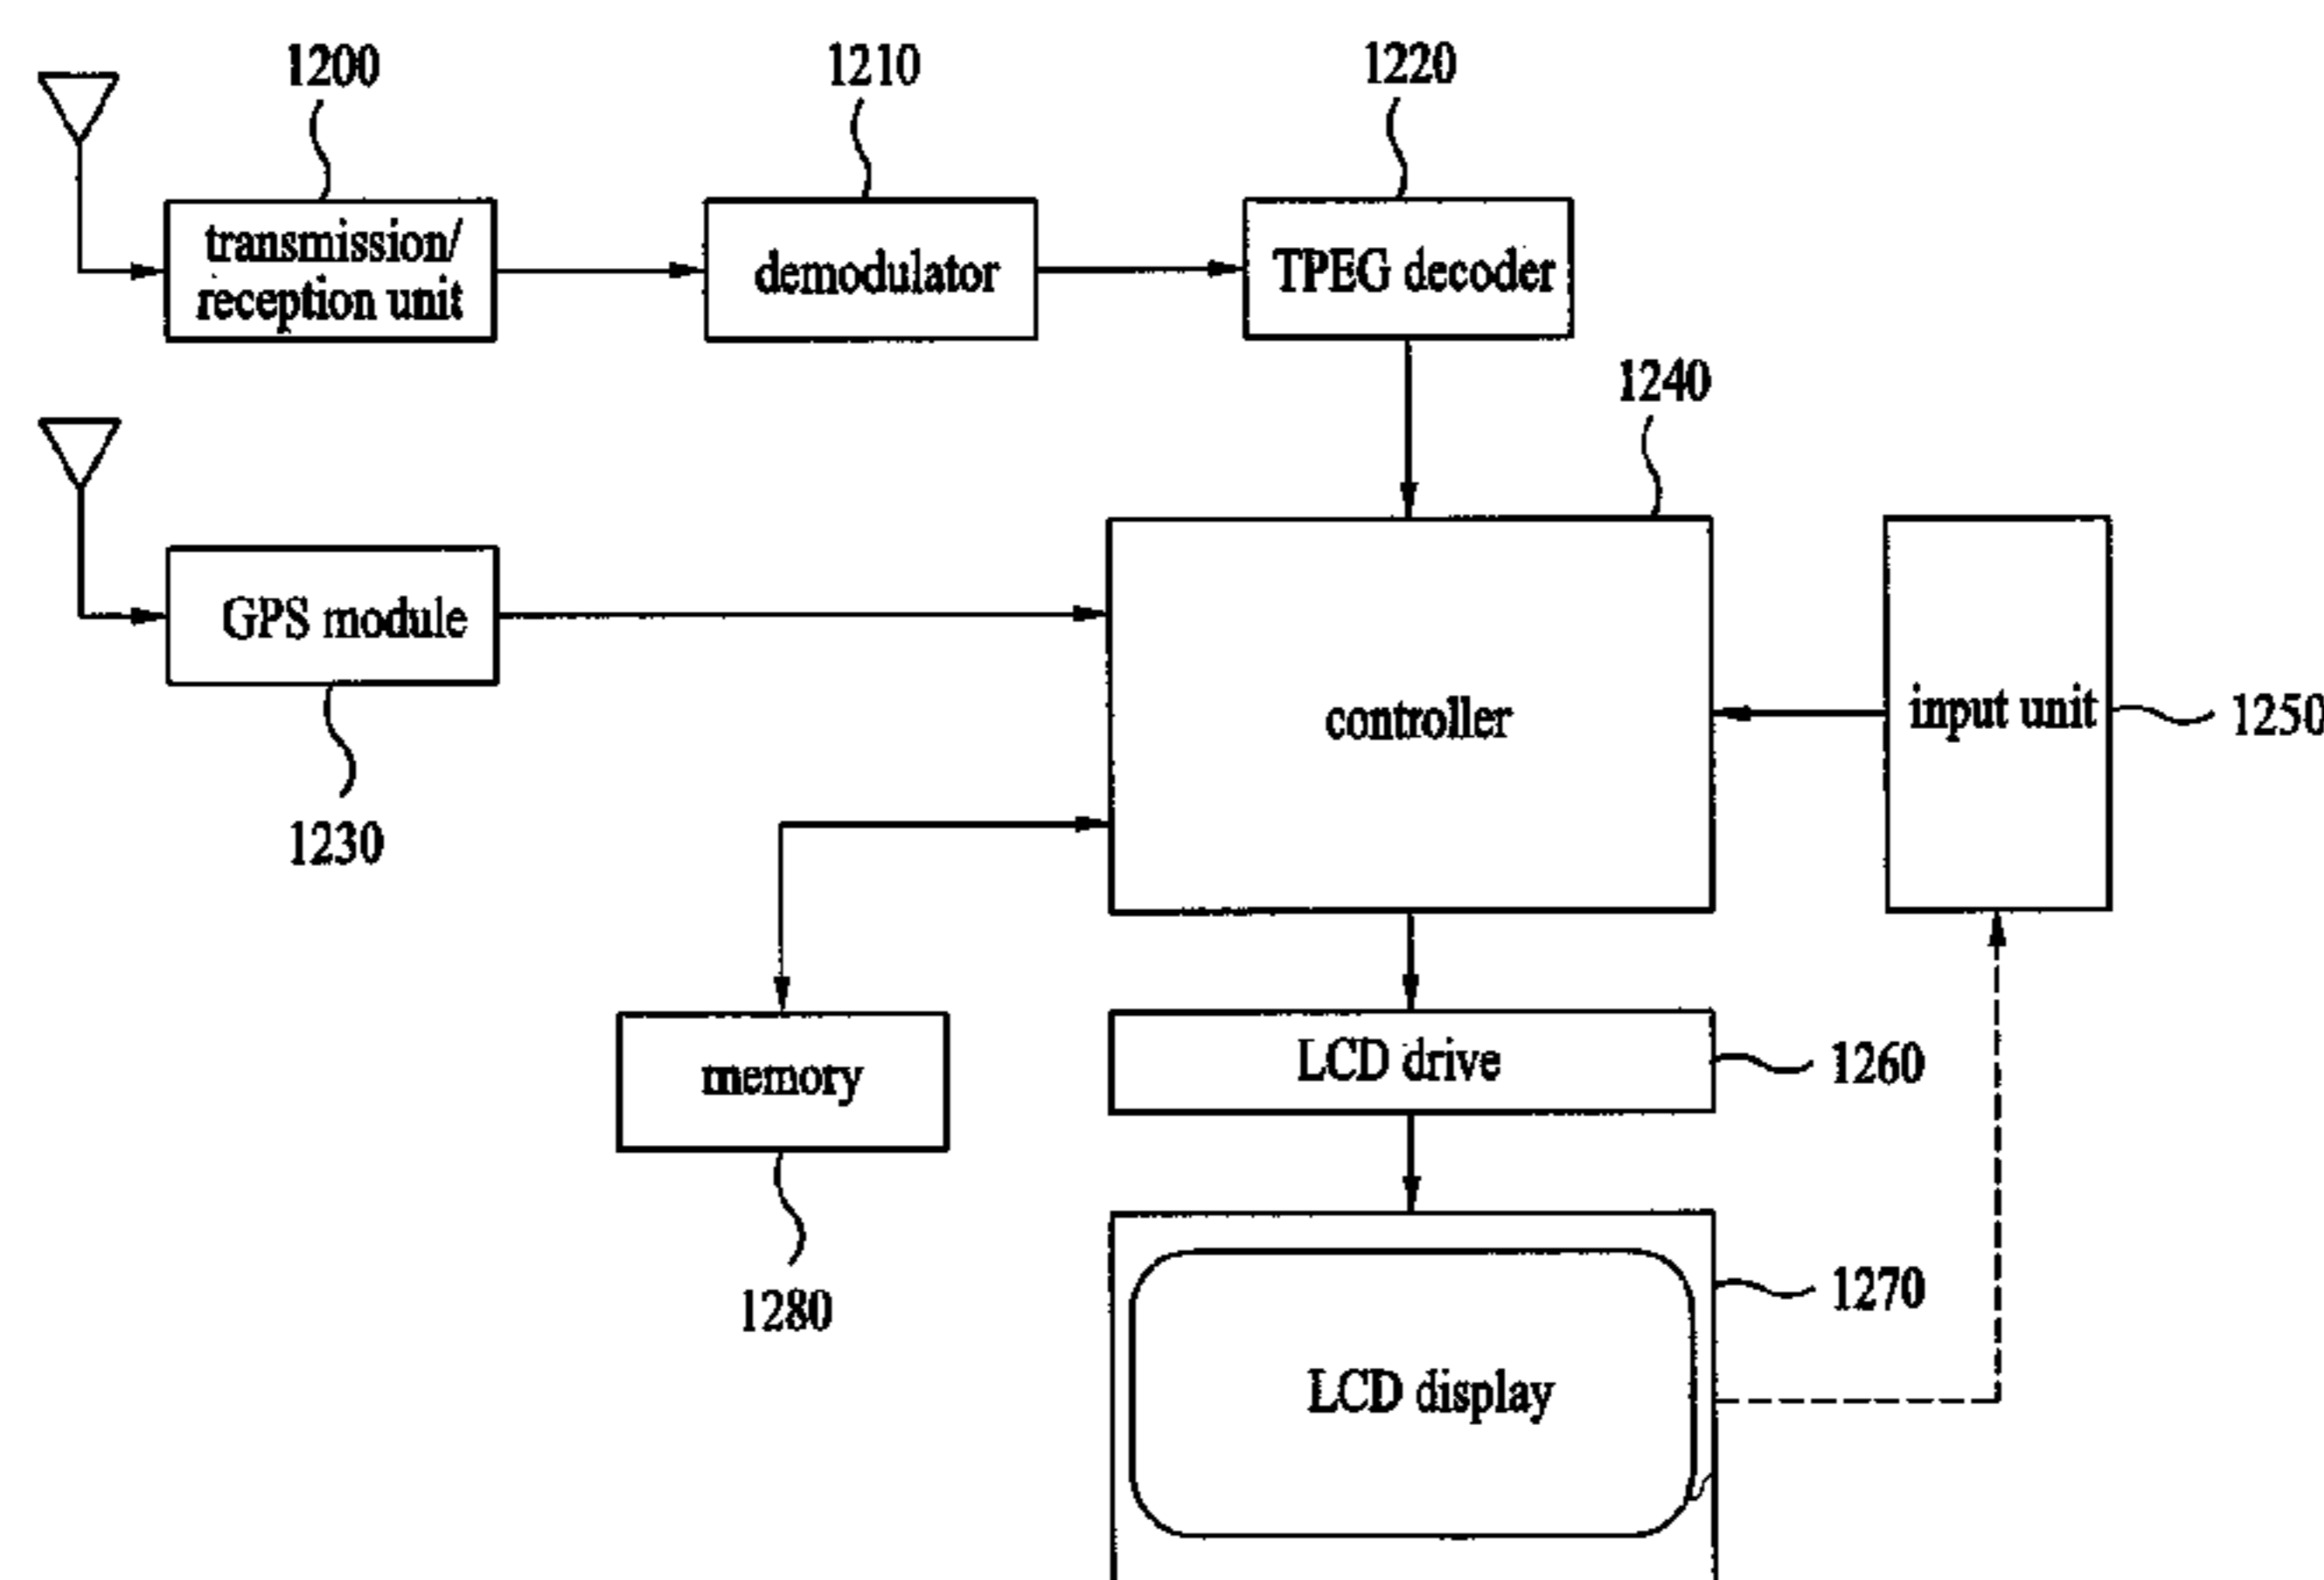 1200
1210
1220
transmission/
reception unit
demodulator
TPEG decoder
1240
GPS module
controller
input unit
1250
1230
memory
LCD drive
1260
1280
1270
LCD display